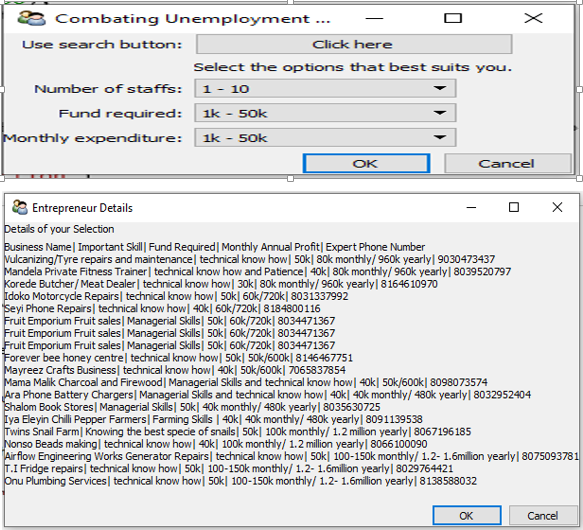 Combating Unemployment ...
Use search button: Click here
Select the options that best suits you.
Number of staffs: 1 - 10
Fund required: 1k - 50k
Monthly expenditure: 1k - 50k
OK Cancel
Entrepreneur Details
Details of your Selection
Business Name| Important Skill| Fund Required| Monthly Annual Profit| Expert Phone Number
Vulcanizing/Tyre repairs and maintenance| technical know how| 50k| 80k monthly/ 960k yearly| 9030473437
Mandela Private Fitness Trainer| technical know how and Patience| 40k| 80k monthly/ 960k yearly| 8039520797
Korede Butcher/ Meat Dealer| technical know how| 30k| 80k monthly/ 960k yearly| 8164610970
Idoko Motorcycle Repairs| technical know how| 50k| 60k/720k| 8031337992
Seyi Phone Repairs| technical know how| 40k| 60k/720k| 8184800116
Fruit Emporium Fruit sales| Managerial Skills| 50k| 60k/720k| 8034471367
Fruit Emporium Fruit sales| Managerial Skills| 50k| 60k/720k| 8034471367
Fruit Emporium Fruit sales| Managerial Skills| 50k| 60k/720k| 8034471367
Forever bee honey centre| technical know how| 50k| 50k/600k| 8146467751
Mayreez Crafts Business| technical know how| 40k| 50k/600k| 7065837854
Mama Malik Charcoal and Firewood| Managerial Skills and technical know how| 40k| 50k/600k| 8098073574
Ara Phone Battery Chargers| Managerial Skills and technical know how| 40k| 40k monthly/ 480k yearly| 8032952404
Shalom Book Stores| Managerial Skills| 50k| 40k monthly/ 480k yearly| 8035630725
Iya Eleyin Chilli Pepper Farmers| Farming Skills | 40k| 40k monthly/ 480k yearly| 8091139538
Twins Snail Farm| Knowing the best specie of snails| 50k| 100k monthly/ 1.2 million yearly| 8067196185
Nonso Beads making| technical know how| 40k| 100k monthly/ 1.2 million yearly| 8066100090
Airflow Engineering Works Generator Repairs| technical know how| 50k| 100-150k monthly/ 1.2- 1.6million yearly| 8075093781
T.I Fridge repairs| technical know how| 50k| 100-150k monthly/ 1.2- 1.6million yearly| 8029764421
Onu Plumbing Services| technical know how| 50k| 100-150k monthly/ 1.2- 1.6million yearly| 8138588032
OK Cancel